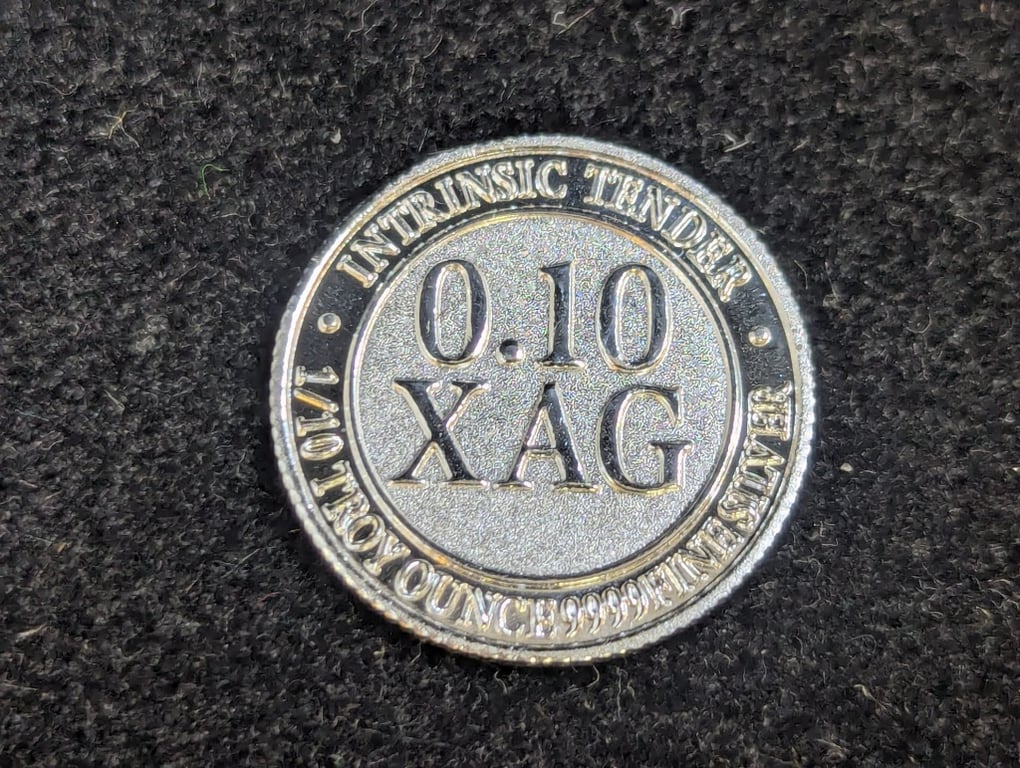 INTRINSIC TENDER
0.10
XAG
1/10 TROY OUNCE 9999 FINE SILVER